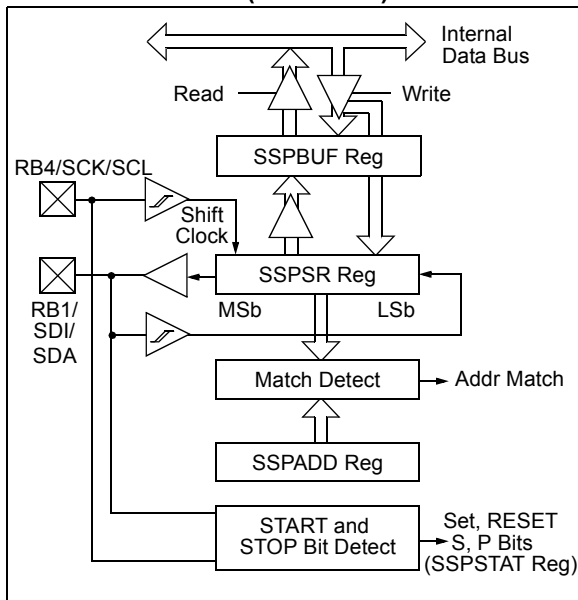 Internal
Data Bus
Read
Write
SSPBUF Reg
RB4/SCK/SCL
Shift
Clock
SSPSR Reg
MSb
LSb
RB1/
SDI/
SDA
Match Detect
Addr Match
SSPADD Reg
START and
STOP Bit Detect
Set, RESET
S, P Bits
(SSPSTAT Reg)